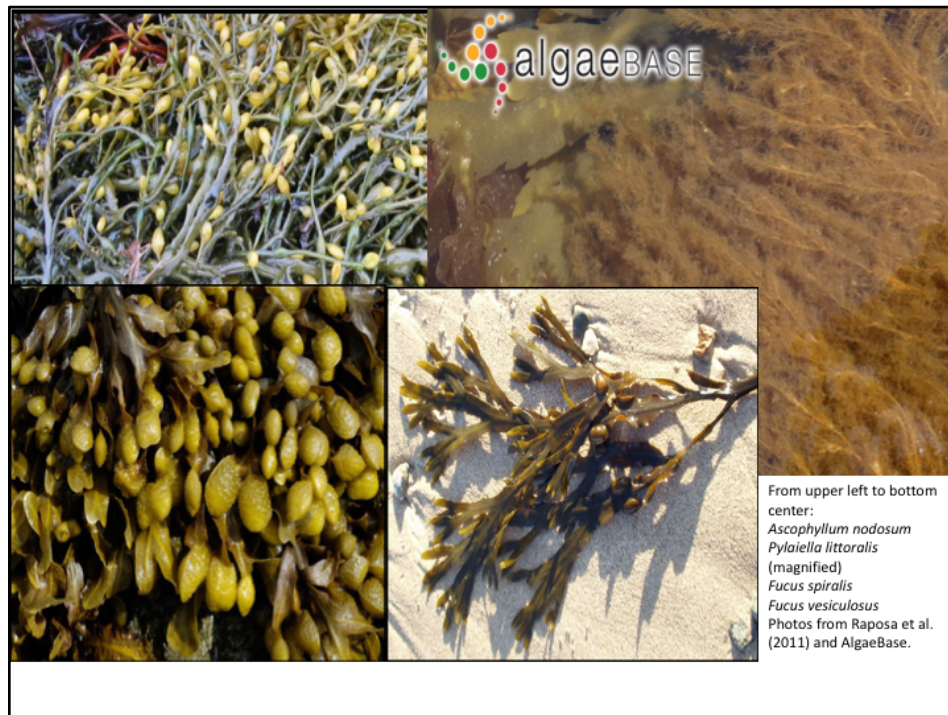 algaeBASE
From upper left to bottom
center:
Ascophyllum nodosum
Pylaiella littoralis
(magnified)
Fucus spiralis
Fucus vesiculosus
Photos from Raposa et al.
(2011) and AlgaeBase.